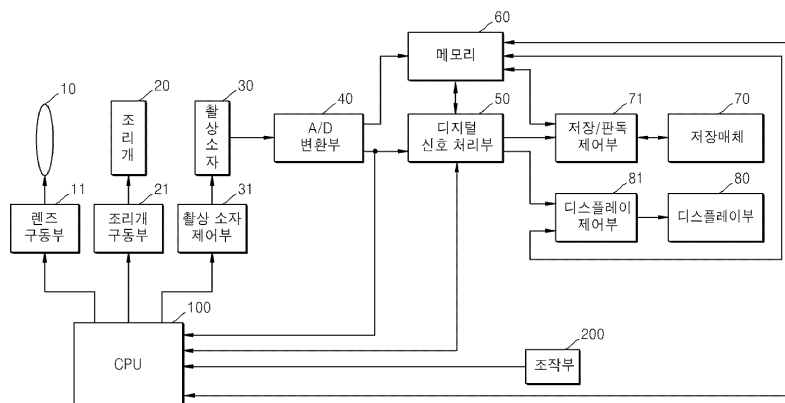 60
메모리
10
20
조리개
30
촬상 소자
40
A/D
변환부
50
디지털
신호 처리부
71
저장/판독
제어부
70
저장매체
11
렌즈
구동부
21
조리개
구동부
31
촬상 소자
제어부
81
디스플레이
제어부
80
디스플레이부
100
CPU
200
조작부